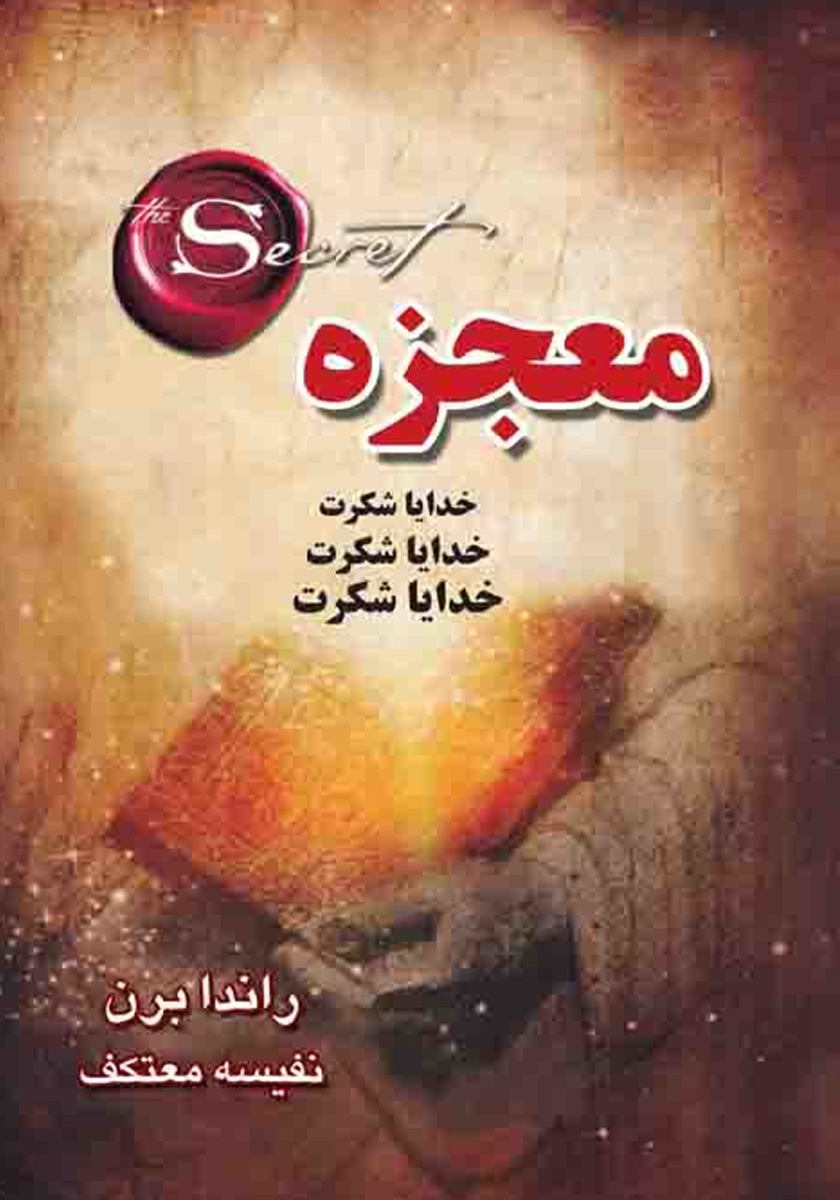 the Secret
معجزه
خدایا شکرت
خدایا شکرت
خدایا شکرت
راندا برن
نفیسه معتکف